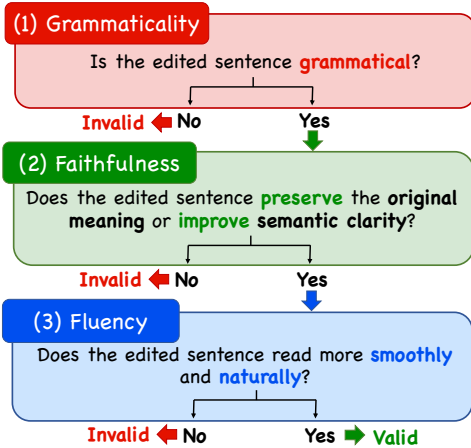 (1) Grammaticality
Is the edited sentence grammatical?
Invalid No Yes
(2) Faithfulness
Does the edited sentence preserve the original
meaning or improve semantic clarity?
Invalid No Yes
(3) Fluency
Does the edited sentence read more smoothly
and naturally?
Invalid No Yes Valid